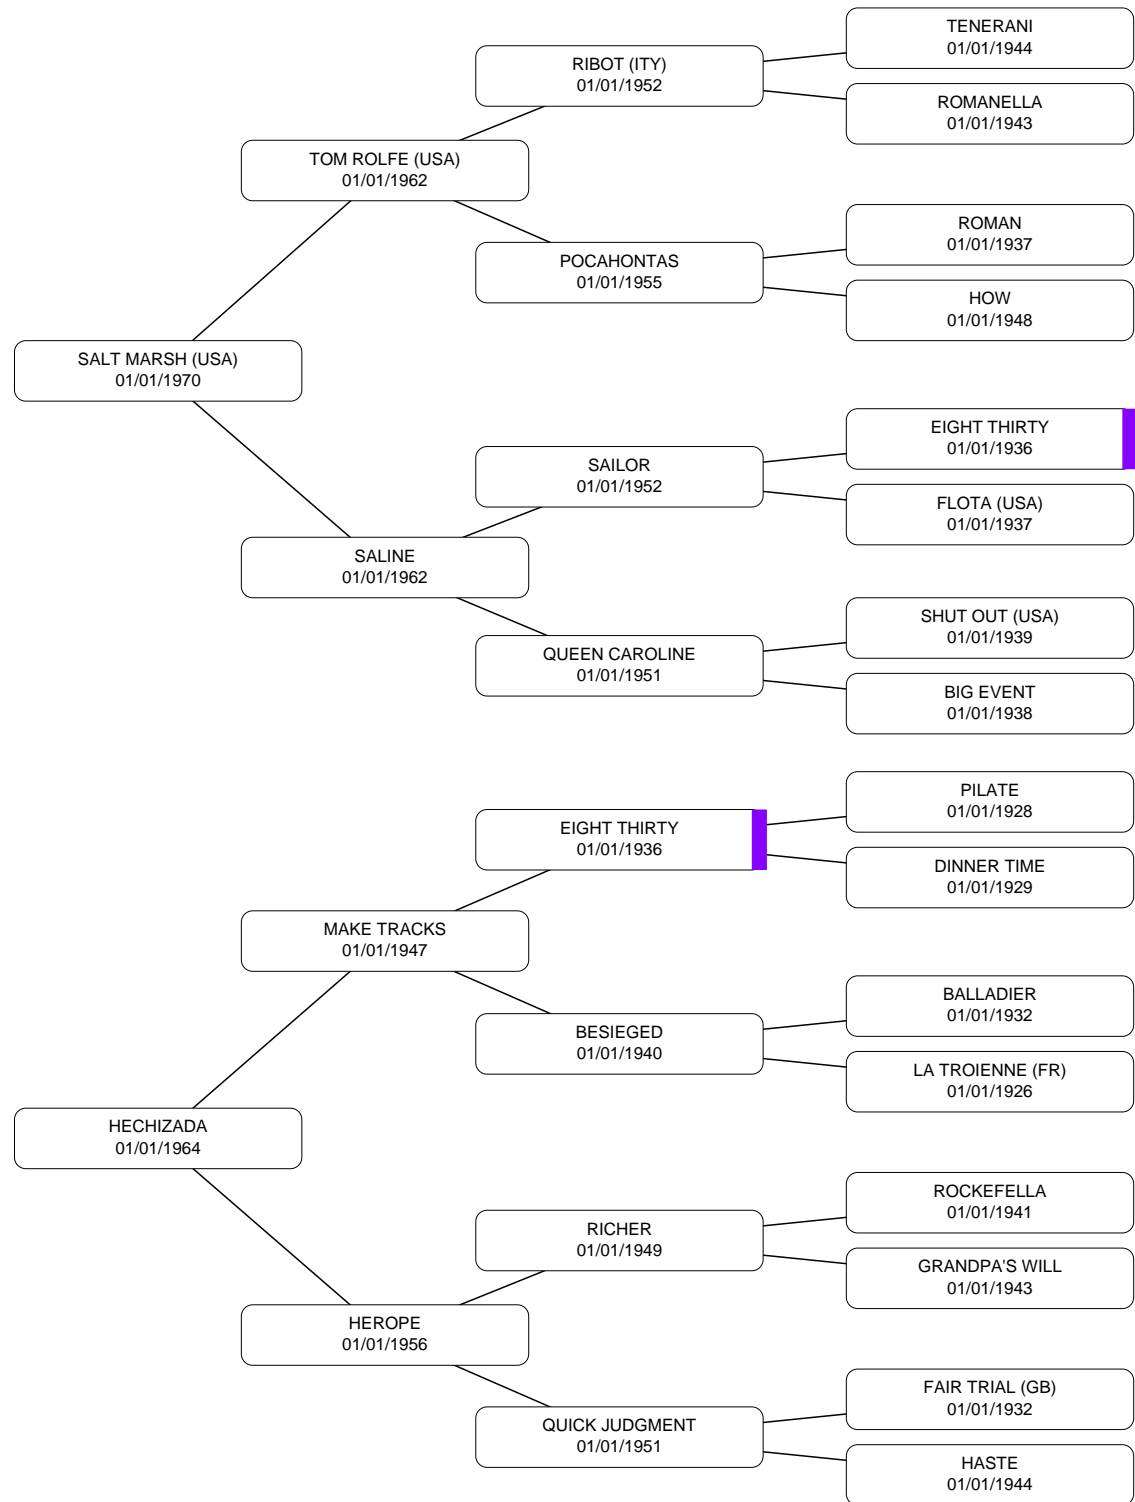 TENERANI
01/01/1944
RIBOT (ITY)
01/01/1952
ROMANELLA
01/01/1943
TOM ROLFE (USA)
01/01/1962
ROMAN
01/01/1937
POCAHONTAS
01/01/1955
HOW
01/01/1948
SALT MARSH (USA)
01/01/1970
EIGHT THIRTY
01/01/1936
SAILOR
01/01/1952
FLOTA (USA)
01/01/1937
SALINE
01/01/1962
SHUT OUT (USA)
01/01/1939
QUEEN CAROLINE
01/01/1951
BIG EVENT
01/01/1938
PILATE
01/01/1928
EIGHT THIRTY
01/01/1936
DINNER TIME
01/01/1929
MAKE TRACKS
01/01/1947
BALLADIER
01/01/1932
BESIEGED
01/01/1940
LA TROIENNE (FR)
01/01/1926
HECHIZADA
01/01/1964
ROCKEFELLA
01/01/1941
RICHER
01/01/1949
GRANDPA'S WILL
01/01/1943
HEROPE
01/01/1956
FAIR TRIAL (GB)
01/01/1932
QUICK JUDGMENT
01/01/1951
HASTE
01/01/1944